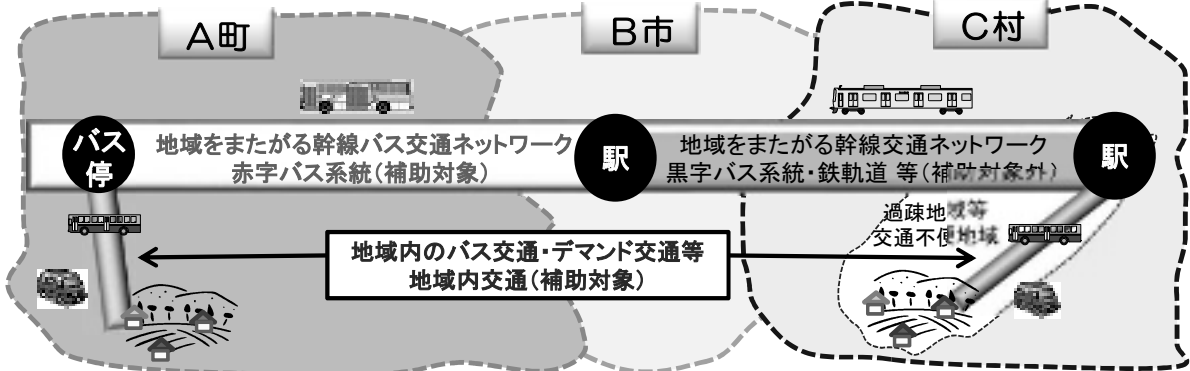 A町
B市
C村
バス停
地域をまたがる幹線バス交通ネットワーク
赤字バス系統(補助対象)
駅
地域をまたがる幹線交通ネットワーク
黒字バス系統・鉄軌道 等(補助対象外)
駅
過疎地域等
交通不便地域
地域内のバス交通・デマンド交通等
地域内交通(補助対象)